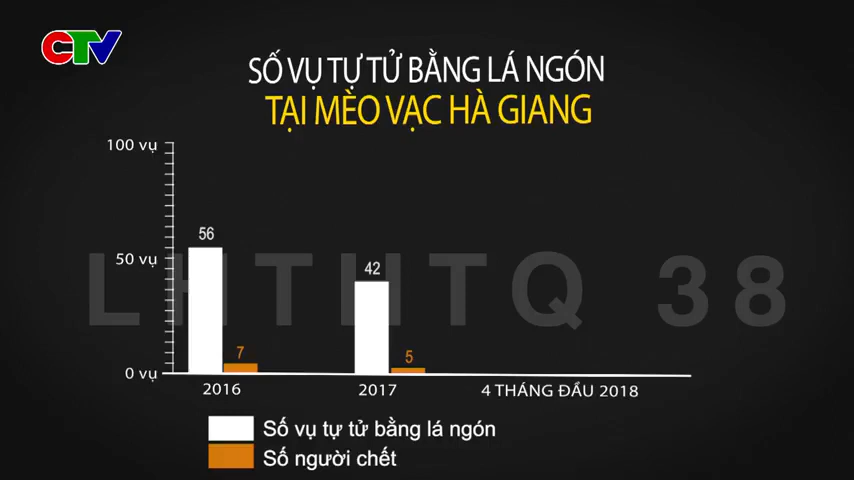 CTV
SỐ VỤ TỰ TỬ BẰNG LÁ NGÓN
TẠI MÈO VẠC HÀ GIANG
100 vụ
56
50 vụ
42
LHTHTQ 38
7
5
0 vụ
2016 2017 4 THÁNG ĐẦU 2018
Số vụ tự tử bằng lá ngón
Số người chết